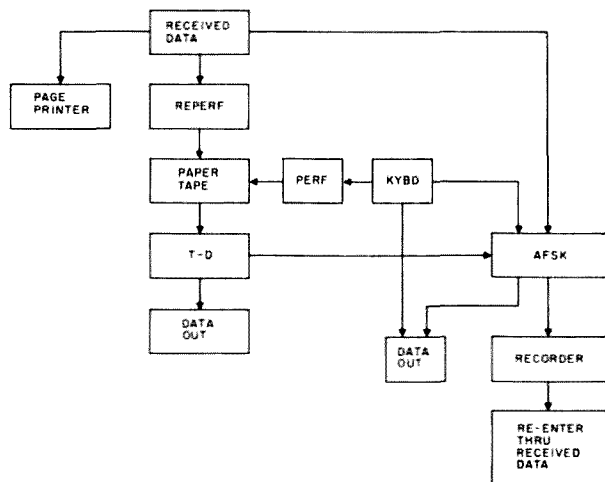 RECEIVED
DATA
PAGE
PRINTER
REPERF
PAPER
TAPE
PERF
KYBD
T-D
AFSK
DATA
OUT
DATA
OUT
RECORDER
RE-ENTER
THRU
RECEIVED
DATA